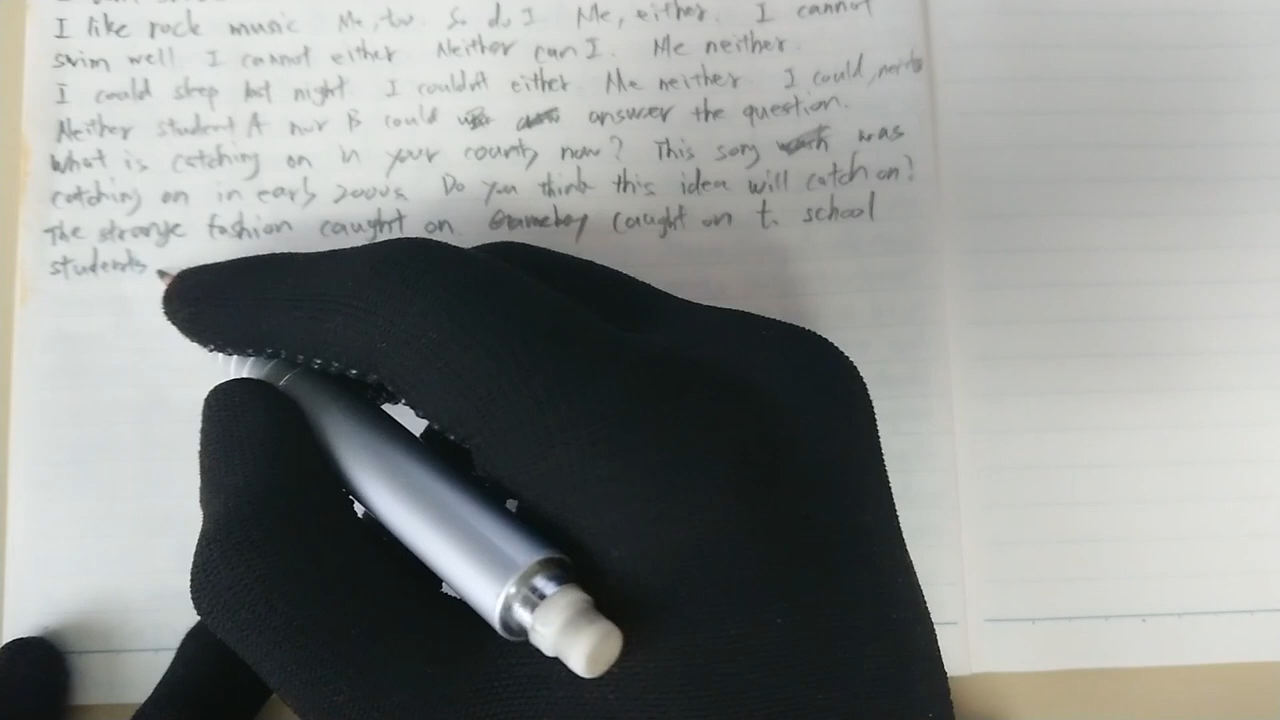 I like rock music Me, too So do I Me, either. I cannot
swim well I cannot either Neither can I. Me neither.
I could sleep last night I couldn't either Me neither I could, neither
Neither student A nor B could answer the question.
What is catching on in your country now? This song was
catching on in early 2000s Do you think this idea will catch on?
The strange fashion caught on Gameboy caught on to school
students